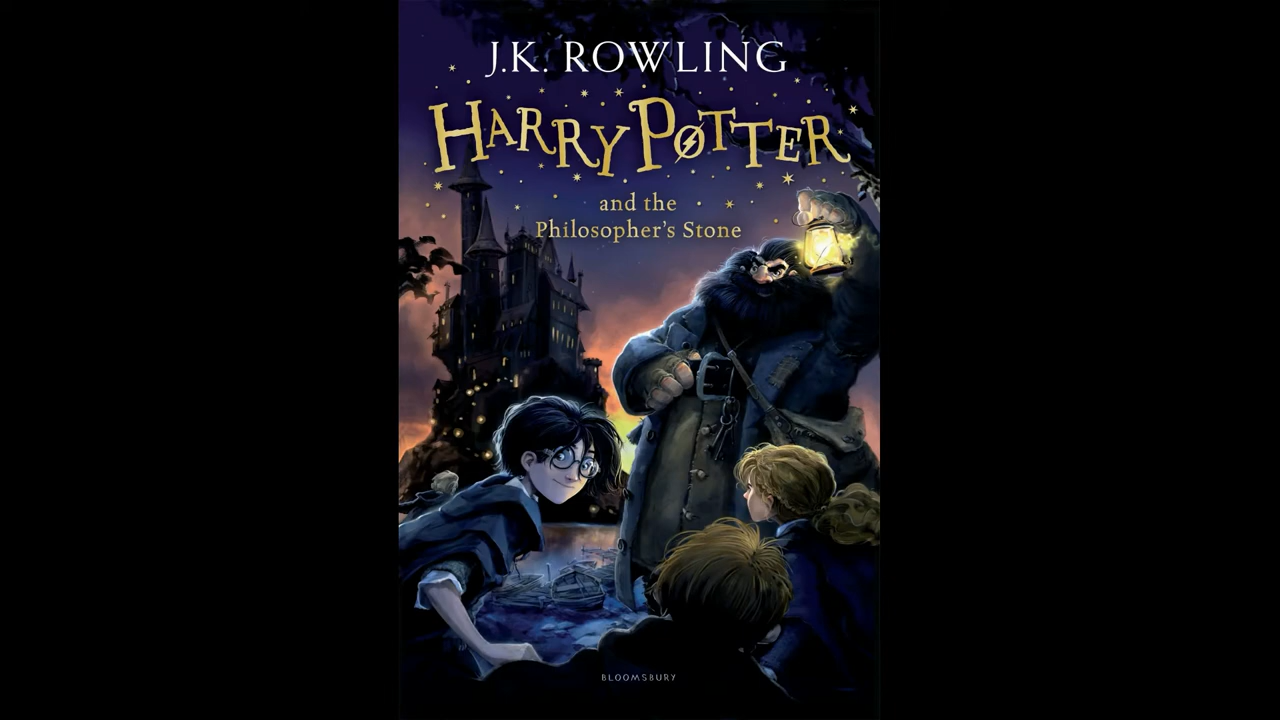 J.K. ROWLING
HARRY POTTER
and the
Philosopher's Stone
BLOOMSBURY